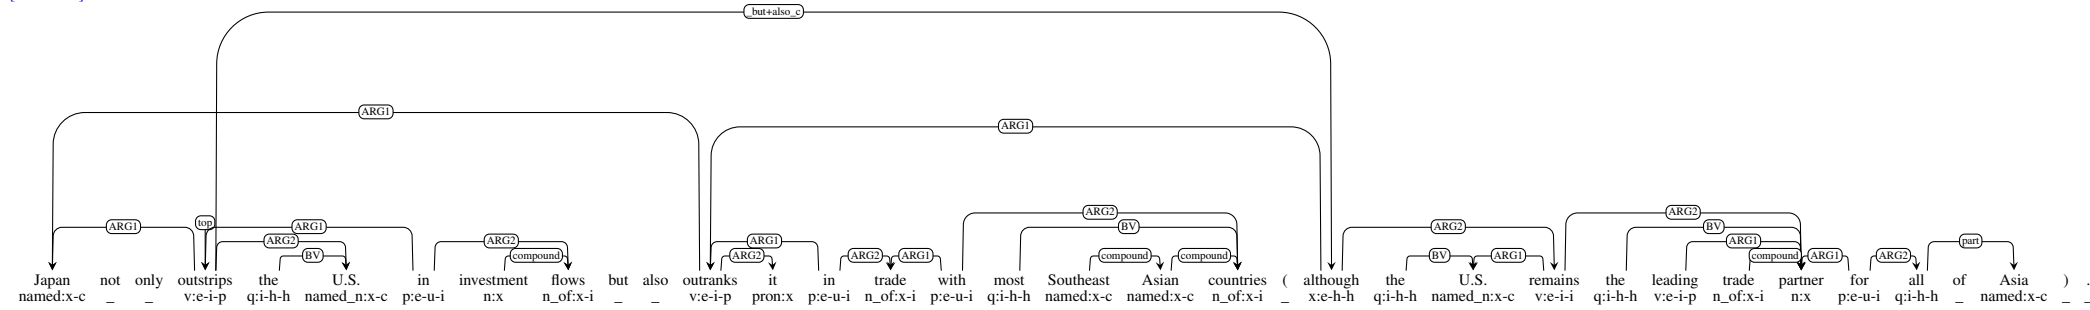 _but+also_c
ARG1
ARG1
ARG2
ARG2
ARG1
top
ARG1
BV
ARG2
ARG2
ARG2
ARG1
ARG1
BV
compound
ARG2
ARG2
ARG1
compound
compound
BV
ARG1
compound
ARG1
ARG2
part
BV
Japan not only outstrips the U.S. in investment flows but also outranks it in trade with most Southeast Asian countries ( although the U.S. remains the leading trade partner for all of Asia ) .
named:x-c _ _ v:e-i-p q:i-h-h named_n:x-c p:e-u-i n:x n_of:x-i _ _ v:e-i-p pron:x p:e-u-i n_of:x-i p:e-u-i q:i-h-h named:x-c named:x-c n_of:x-i _ x:e-h-h q:i-h-h named_n:x-c v:e-i-i q:i-h-h v:e-i-p n_of:x-i n:x p:e-u-i q:i-h-h _ named:x-c _ _